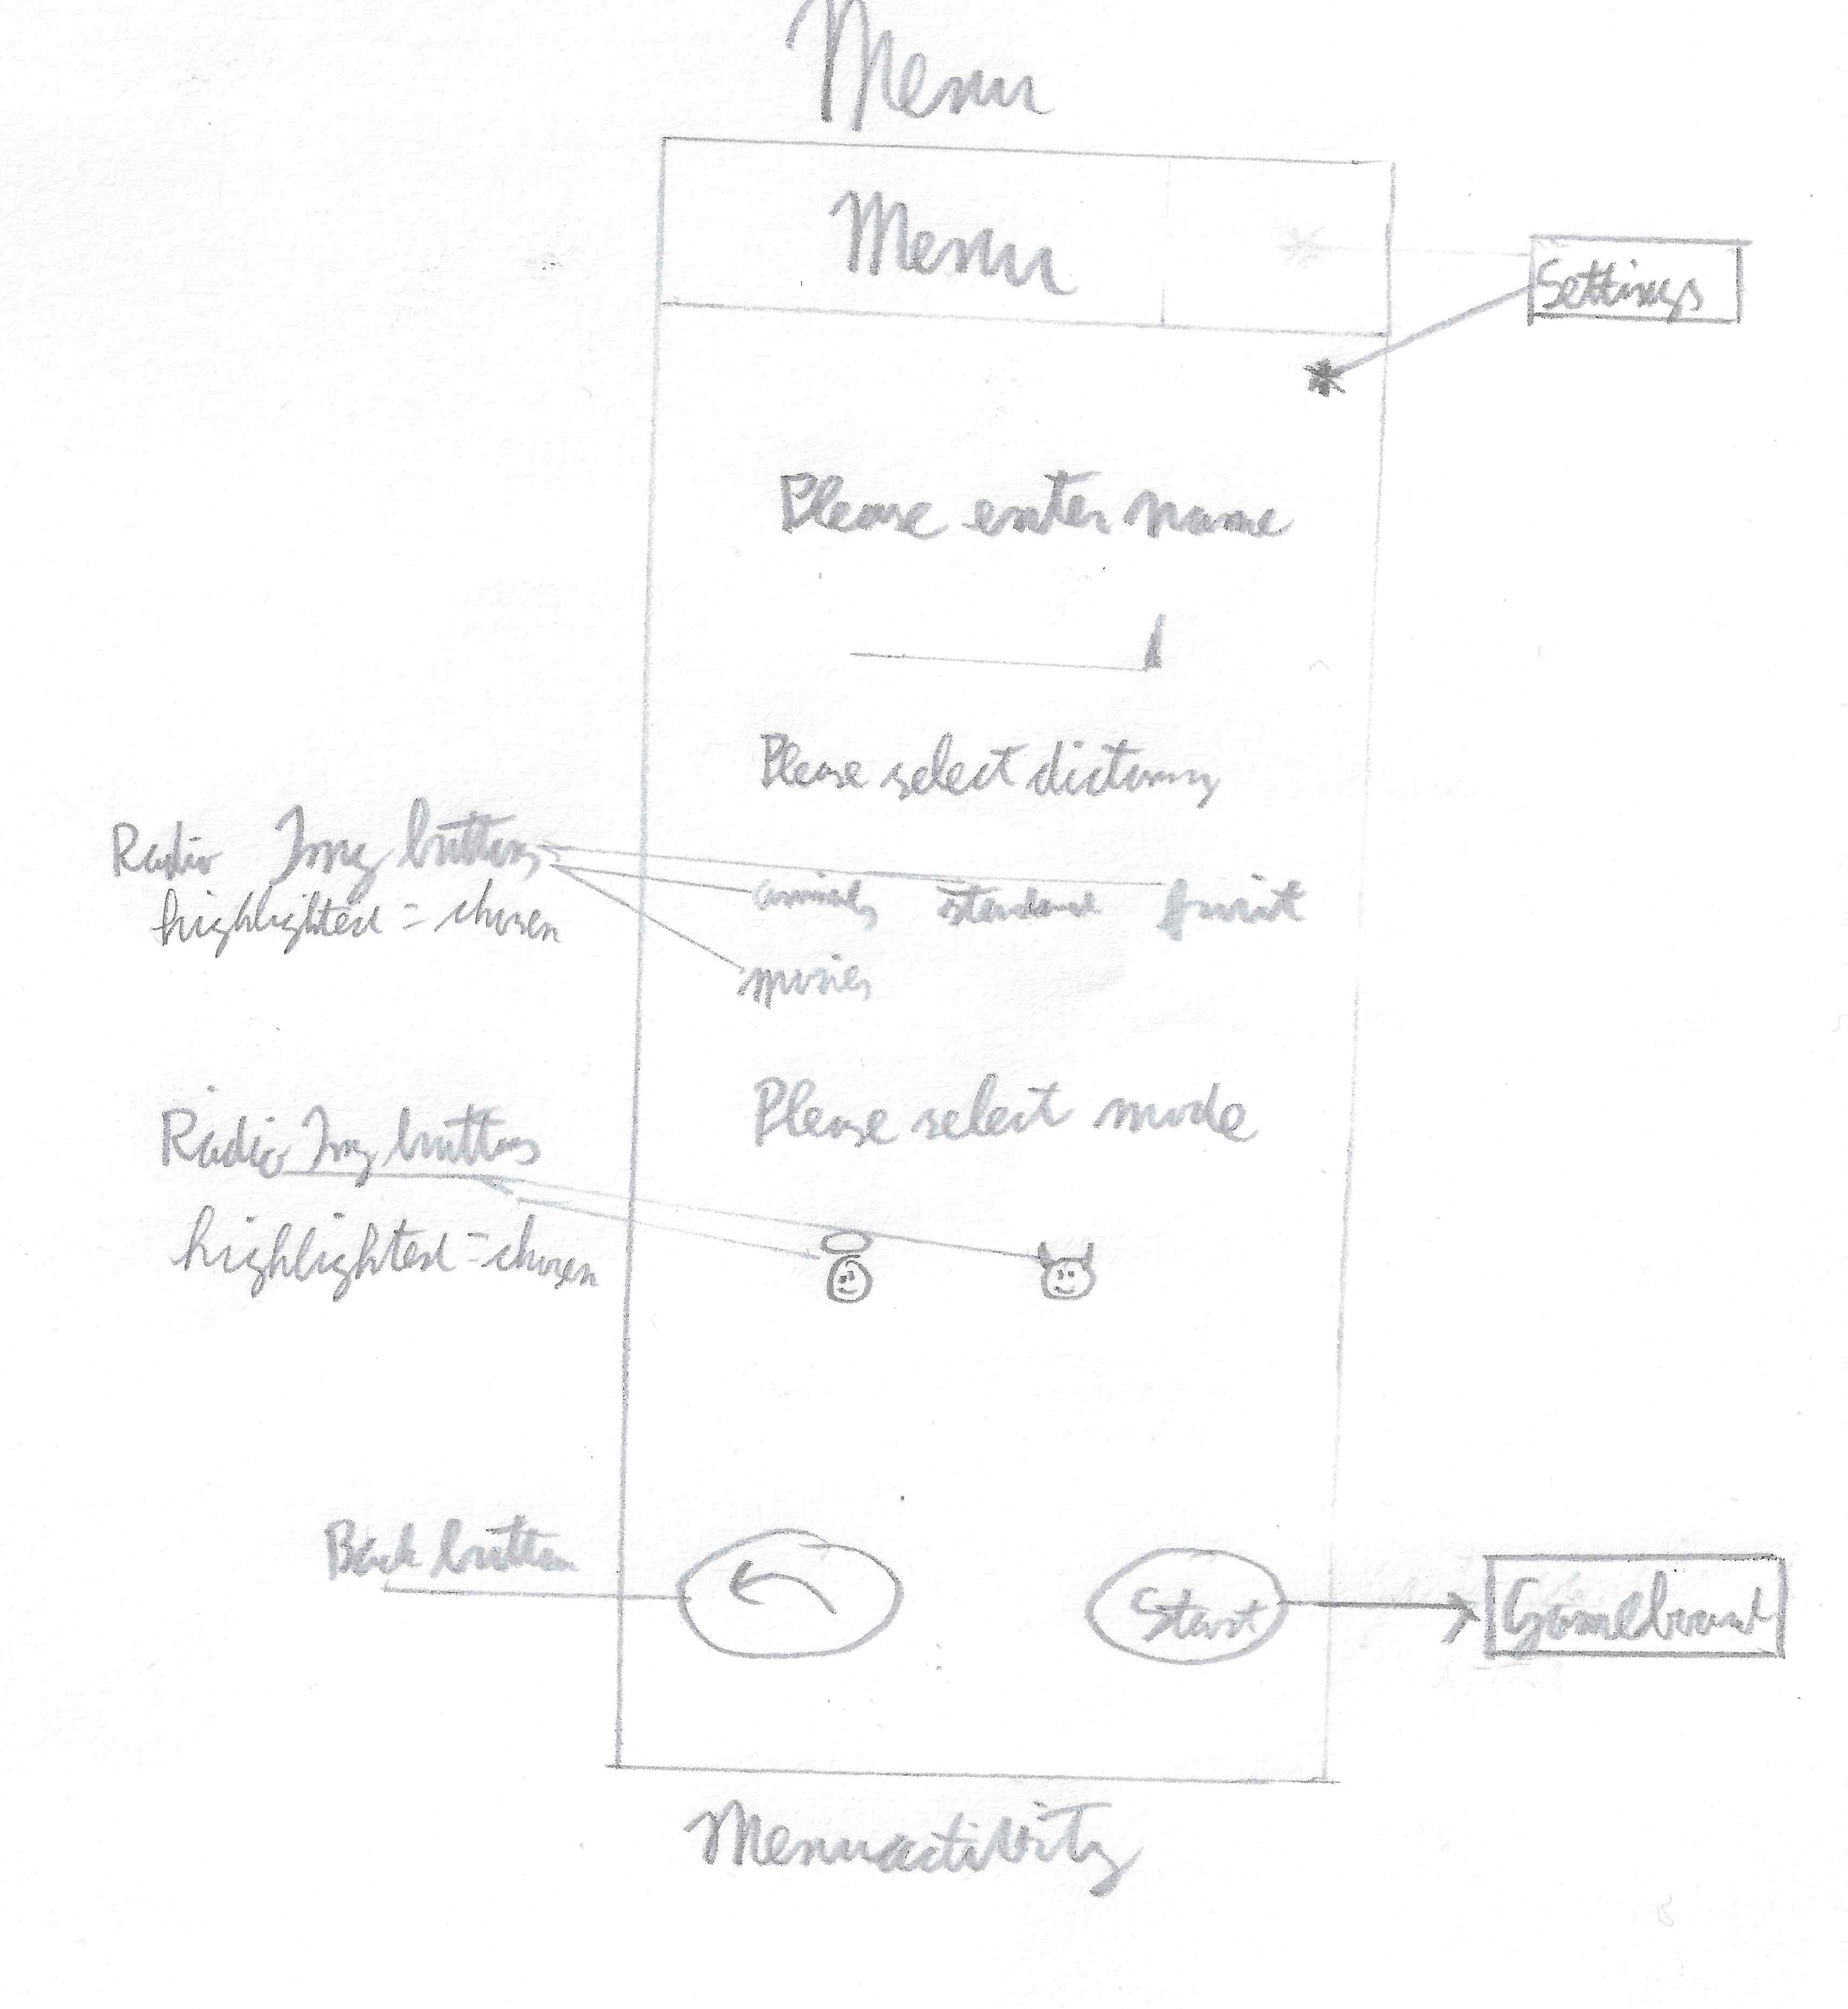 Menu
Menu
Settings
Please enter name
Please select dictionary
Radio Img buttons
highlighted = chosen
animals standard fruit
movies
Please select mode
Radio Img buttons
highlighted = chosen
Back button
Start
Gameboard
Menuactivity